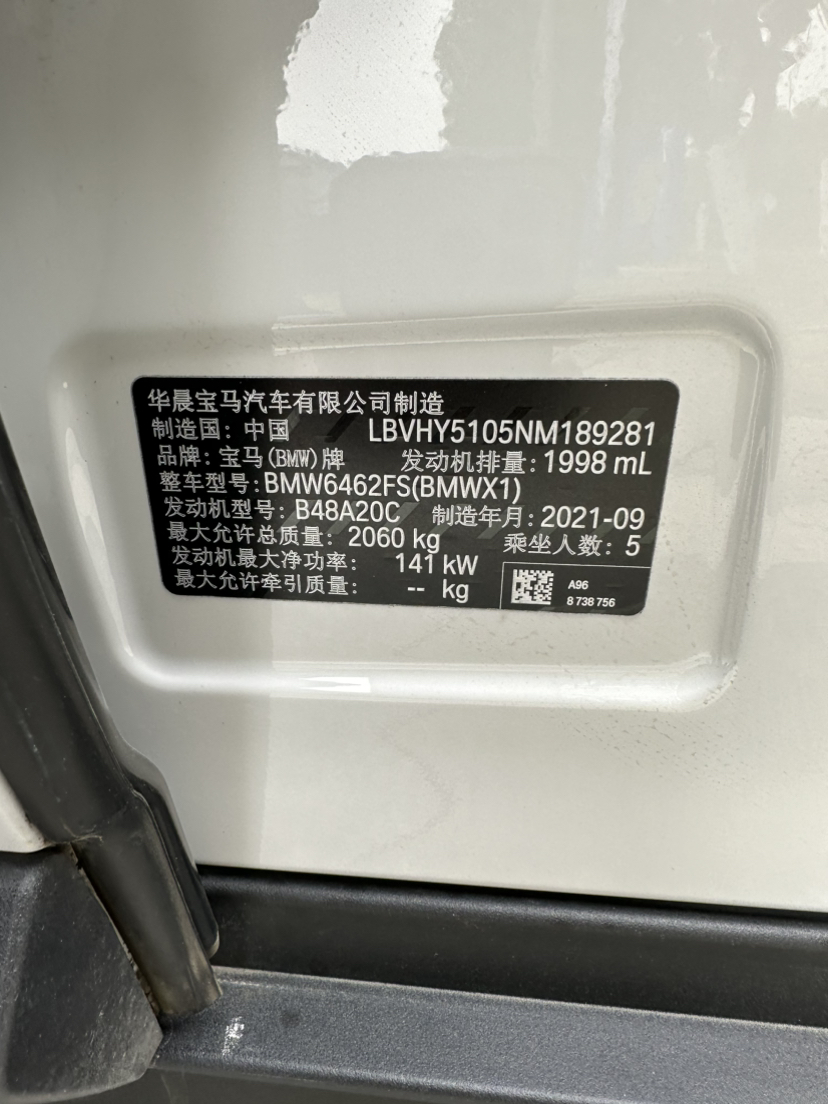 华晨宝马汽车有限公司制造
制造国: 中国 LBVHY5105NM189281
品牌: 宝马(BMW)牌 发动机排量: 1998 mL
整车型号: BMW6462FS(BMWX1)
发动机型号: B48A20C 制造年月: 2021-09
最大允许总质量: 2060 kg 乘坐人数: 5
发动机最大净功率: 141 kW
最大允许牵引质量: -- kg
A96
8 738 756